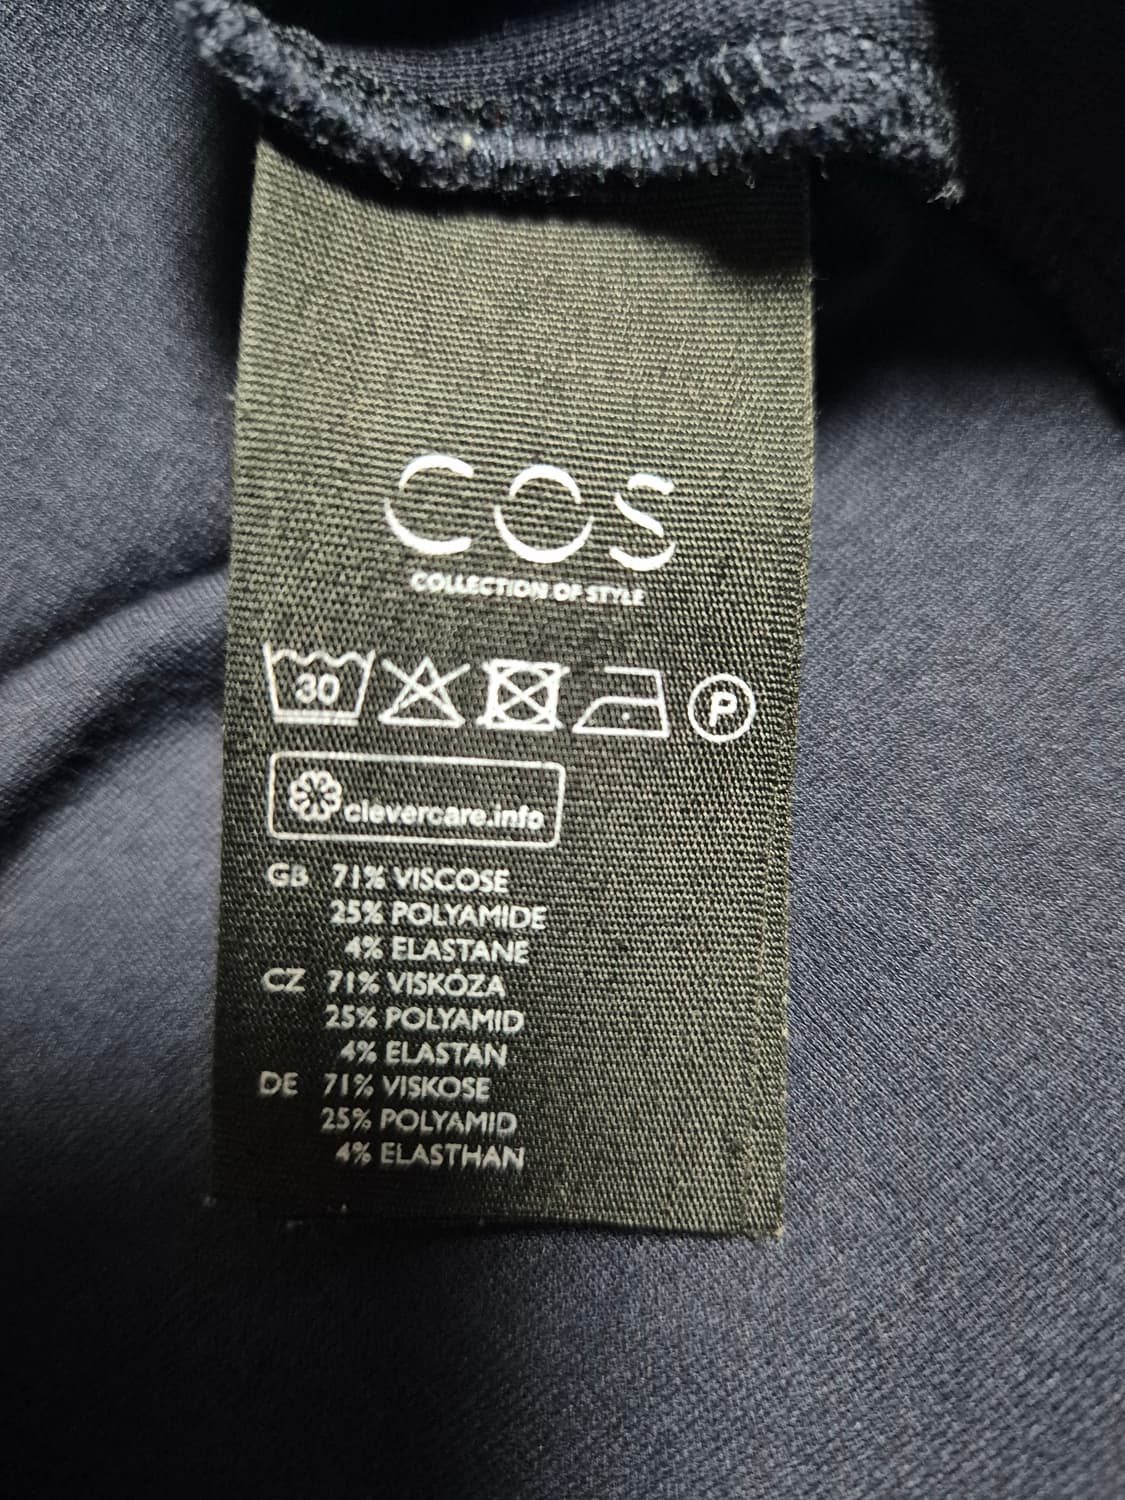 COS
COLLECTION OF STYLE
30 P
clevercare.info
GB 71% VISCOSE
25% POLYAMIDE
4% ELASTANE
CZ 71% VISKÓZA
25% POLYAMID
4% ELASTAN
DE 71% VISKOSE
25% POLYAMID
4% ELASTHAN